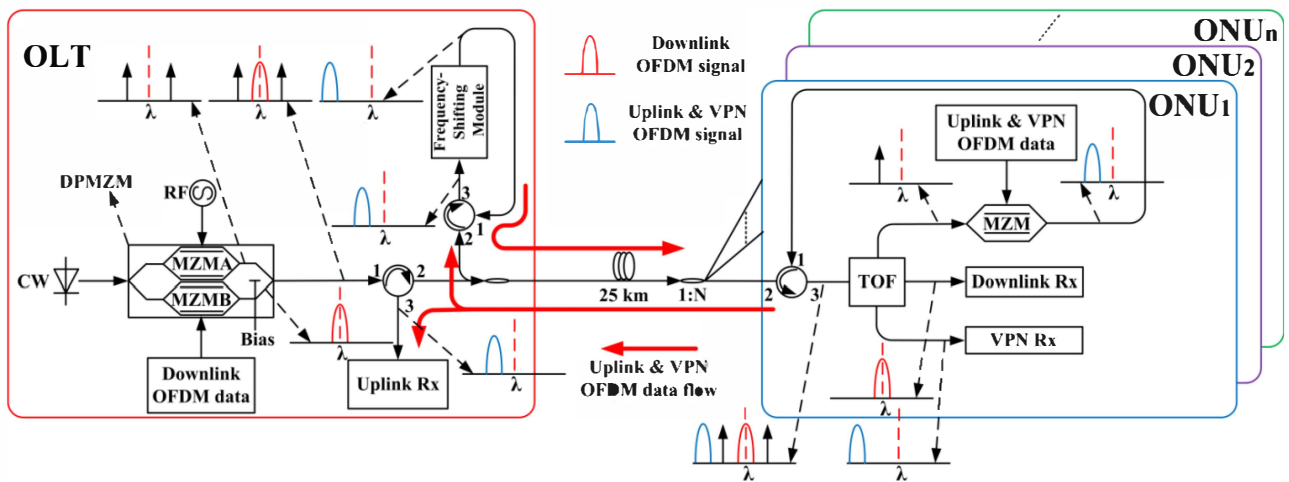 OLT
λ
λ
λ
Frequency-
Shifting
Module
Downlink
OFDM signal
Uplink & VPN
OFDM signal
ONUn
ONU2
ONU1
Uplink & VPN
OFDM data
λ
λ
MZM
DPMZM
RF
λ
3
1
2
CW
MZMA
MZMB
1
2
3
25 km
1:N
1
2
3
TOF
Downlink Rx
VPN Rx
Bias
λ
λ
Downlink
OFDM data
Uplink Rx
Uplink & VPN
OFDM data flow
λ
λ
λ